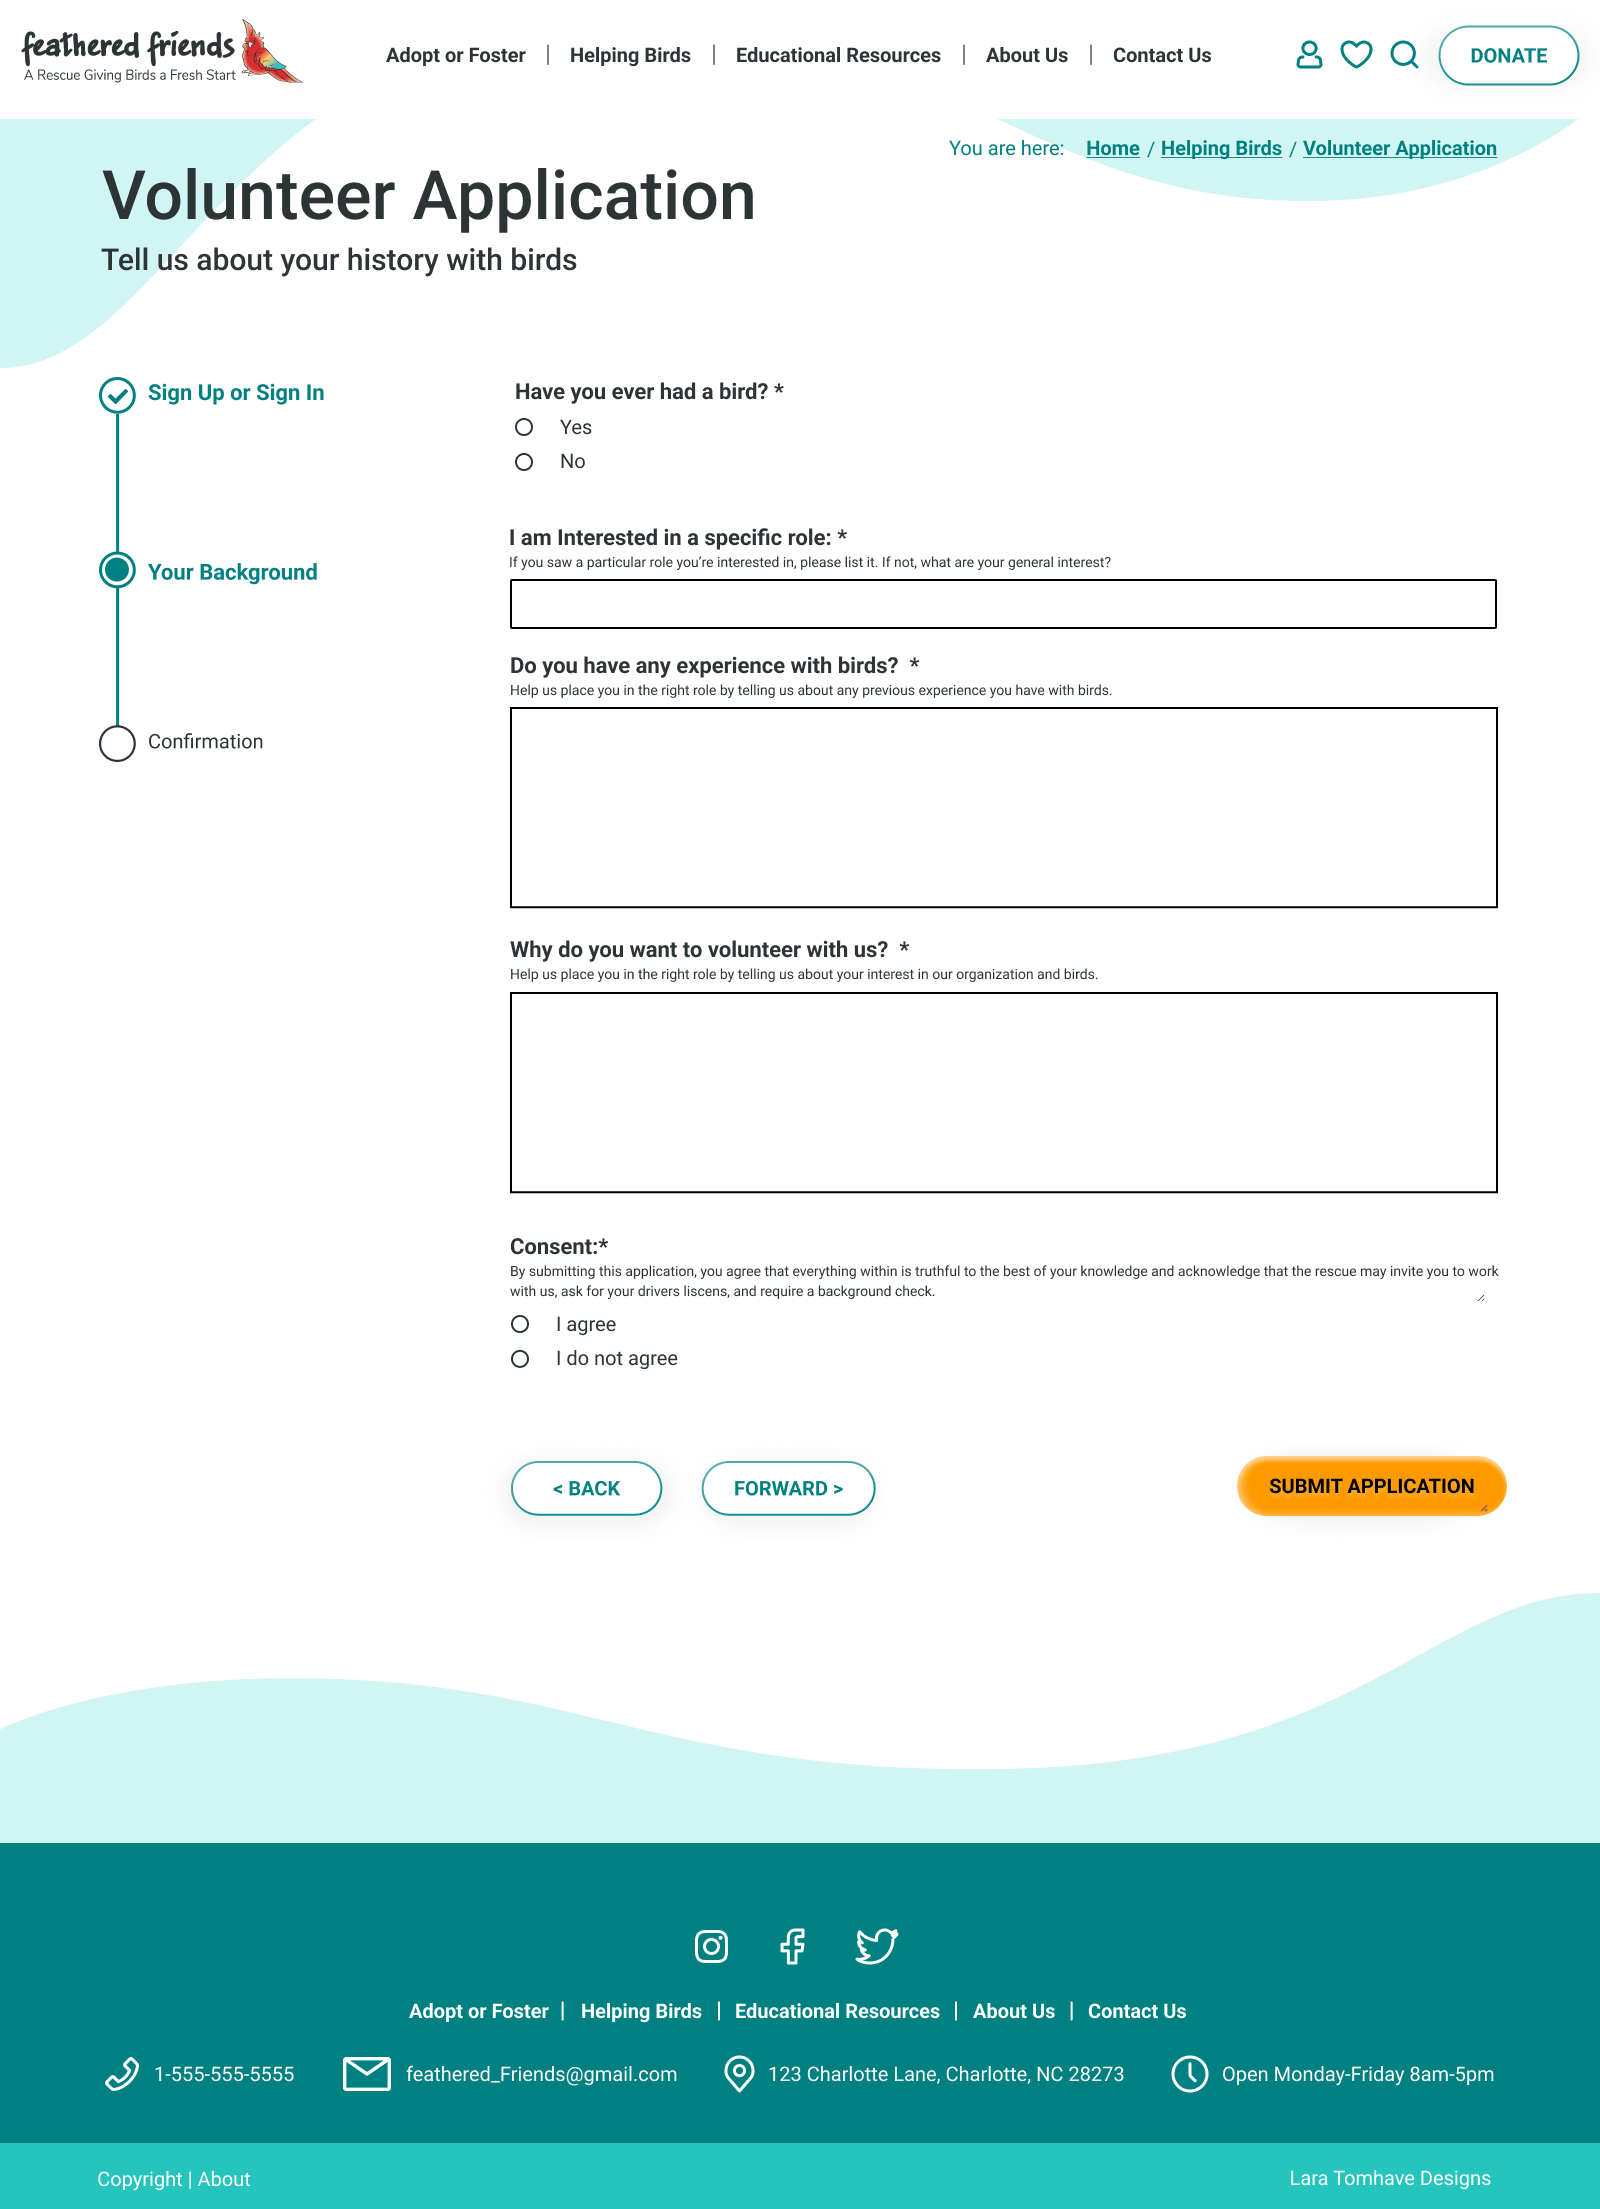 feathered friends
A Rescue Giving Birds a Fresh Start
Adopt or Foster | Helping Birds | Educational Resources | About Us | Contact Us
DONATE
You are here: Home / Helping Birds / Volunteer Application
Volunteer Application
Tell us about your history with birds
Sign Up or Sign In
Your Background
Confirmation
Have you ever had a bird? *
Yes
No
I am Interested in a specific role: *
If you saw a particular role you're interested in, please list it. If not, what are your general interest?
Do you have any experience with birds? *
Help us place you in the right role by telling us about any previous experience you have with birds.
Why do you want to volunteer with us? *
Help us place you in the right role by telling us about your interest in our organization and birds.
Consent:*
By submitting this application, you agree that everything within is truthful to the best of your knowledge and acknowledge that the rescue may invite you to work
with us, ask for your drivers liscens, and require a background check.
I agree
I do not agree
< BACK
FORWARD >
SUBMIT APPLICATION
Adopt or Foster | Helping Birds | Educational Resources | About Us | Contact Us
1-555-555-5555
feathered_Friends@gmail.com
123 Charlotte Lane, Charlotte, NC 28273
Open Monday-Friday 8am-5pm
Copyright | About
Lara Tomhave Designs